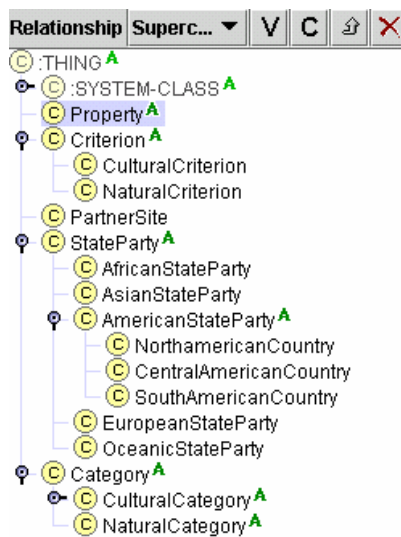 Relationship Superc... V C
C :THING A
C :SYSTEM-CLASS A
C Property A
C Criterion A
C CulturalCriterion
C NaturalCriterion
C PartnerSite
C StateParty A
C AfricanStateParty
C AsianStateParty
C AmericanStateParty A
C NorthamericanCountry
C CentralAmericanCountry
C SouthAmericanCountry
C EuropeanStateParty
C OceanicStateParty
C Category A
C CulturalCategory A
C NaturalCategory A